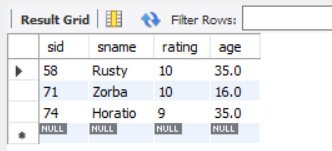 Result Grid Filter Rows:
sid sname rating age
58 Rusty 10 35.0
71 Zorba 10 16.0
74 Horatio 9 35.0
NULL NULL NULL NULL